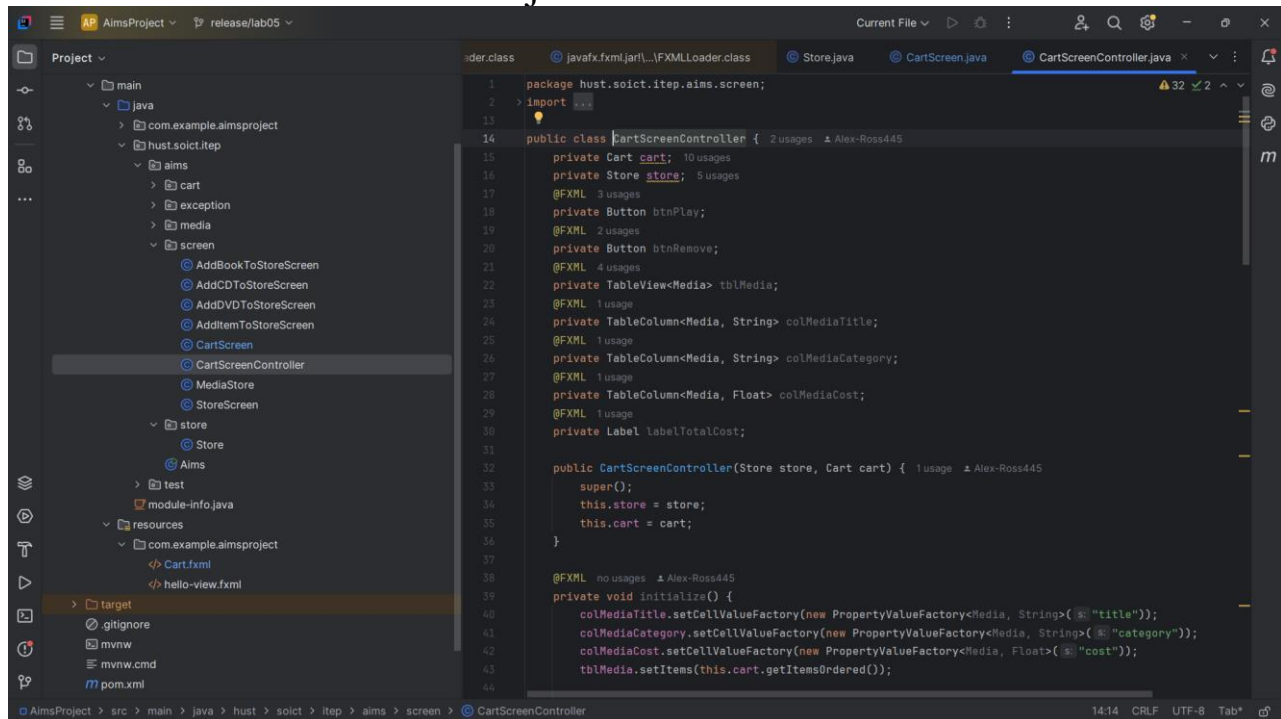 AP AimsProject release/lab05 Current File
Project
ader.class javafx.fxml.jar!\...\FXMLLoader.class Store.java CartScreen.java CartScreenController.java
main
java
com.example.aimsproject
hust.soict.itep
aims
cart
exception
media
screen
AddBookToStoreScreen
AddCDToStoreScreen
AddDVDToStoreScreen
AddItemToStoreScreen
CartScreen
CartScreenController
MediaStore
StoreScreen
store
Store
Aims
test
module-info.java
resources
com.example.aimsproject
Cart.fxml
hello-view.fxml
target
.gitignore
mvnw
mvnw.cmd
pom.xml
32 2
1 package hust.soict.itep.aims.screen;
2 import ...
13
14 public class CartScreenController { 2 usages Alex-Ross445
15 private Cart cart; 10 usages
16 private Store store; 5 usages
17 @FXML 3 usages
18 private Button btnPlay;
19 @FXML 2 usages
20 private Button btnRemove;
21 @FXML 4 usages
22 private TableView<Media> tblMedia;
23 @FXML 1 usage
24 private TableColumn<Media, String> colMediaTitle;
25 @FXML 1 usage
26 private TableColumn<Media, String> colMediaCategory;
27 @FXML 1 usage
28 private TableColumn<Media, Float> colMediaCost;
29 @FXML 1 usage
30 private Label labelTotalCost;
31
32 public CartScreenController(Store store, Cart cart) { 1 usage Alex-Ross445
33 super();
34 this.store = store;
35 this.cart = cart;
36 }
37
38 @FXML no usages Alex-Ross445
39 private void initialize() {
40 colMediaTitle.setCellValueFactory(new PropertyValueFactory<Media, String>( s: "title"));
41 colMediaCategory.setCellValueFactory(new PropertyValueFactory<Media, String>( s: "category"));
42 colMediaCost.setCellValueFactory(new PropertyValueFactory<Media, Float>( s: "cost"));
43 tblMedia.setItems(this.cart.getItemsOrdered());
44
AimsProject > src > main > java > hust > soict > itep > aims > screen > CartScreenController 14:14 CRLF UTF-8 Tab*